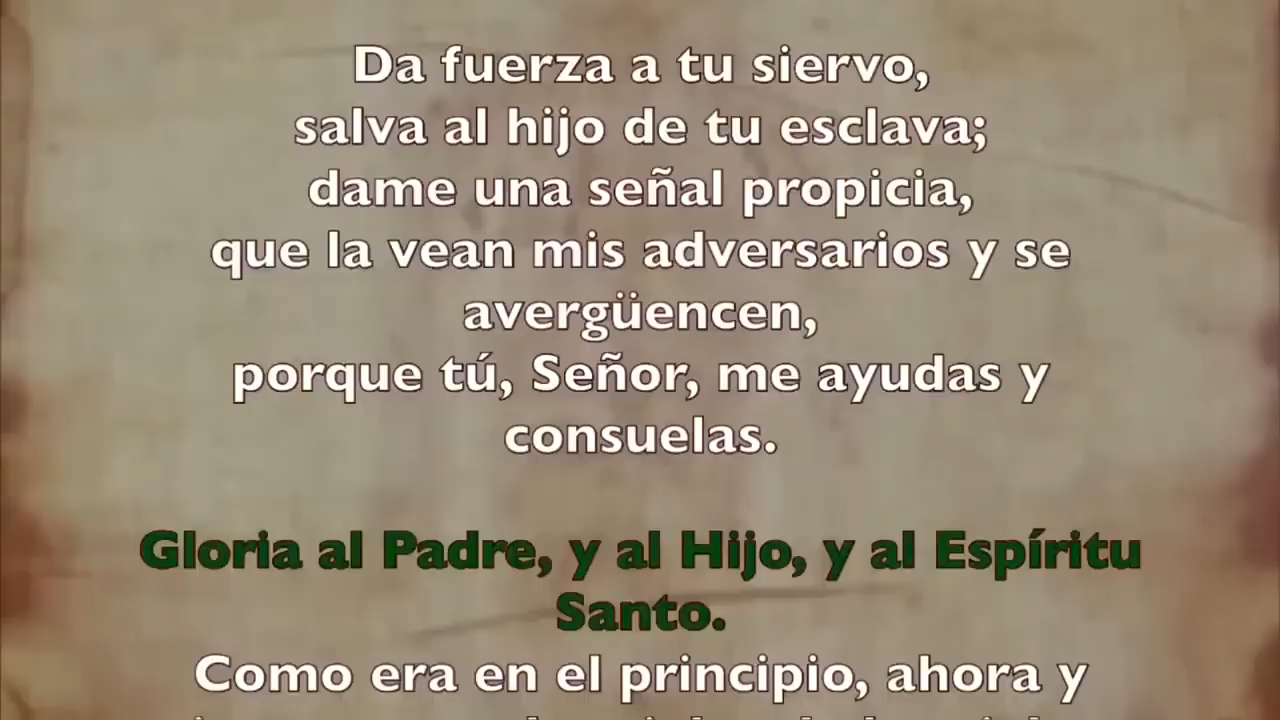 Da fuerza a tu siervo,
salva al hijo de tu esclava;
dame una señal propicia,
que la vean mis adversarios y se
avergüencen,
porque tú, Señor, me ayudas y
consuelas.
Gloria al Padre, y al Hijo, y al Espíritu
Santo.
Como era en el principio, ahora y